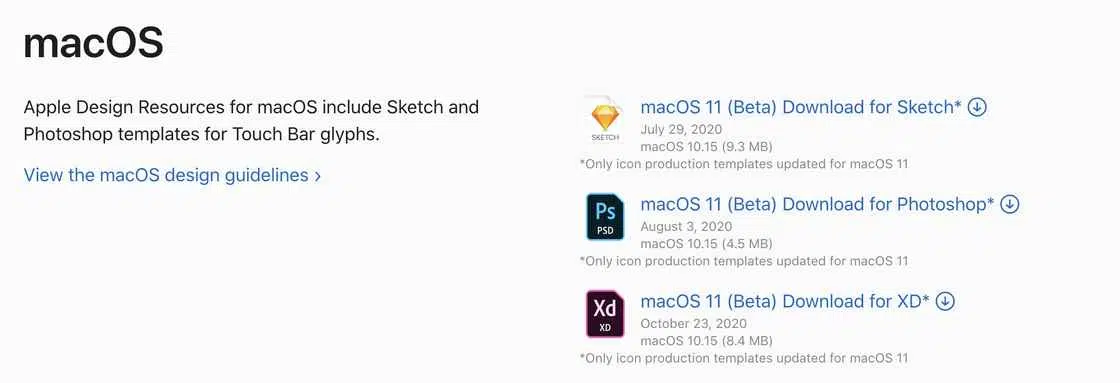 macOS
Apple Design Resources for macOS include Sketch and
Photoshop templates for Touch Bar glyphs.
View the macOS design guidelines ›
SKETCH
macOS 11 (Beta) Download for Sketch*
July 29, 2020
macOS 10.15 (9.3 MB)
*Only icon production templates updated for macOS 11
Ps
PSD
macOS 11 (Beta) Download for Photoshop*
August 3, 2020
macOS 10.15 (4.5 MB)
*Only icon production templates updated for macOS 11
Xd
XD
macOS 11 (Beta) Download for XD*
October 23, 2020
macOS 10.15 (8.4 MB)
*Only icon production templates updated for macOS 11